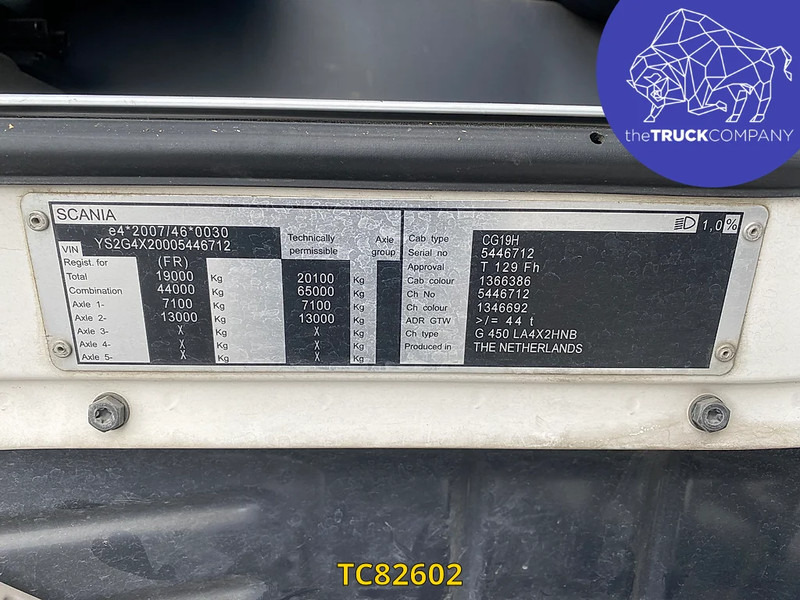 theTRUCKCOMPANY
SCANIA
e4*2007/46*0030
VIN YS2G4X20005446712
Technically permissible
Axle group
Regist. for (FR)
Total 19000 Kg 20100 Kg
Combination 44000 Kg 65000 Kg
Axle 1- 7100 Kg 7100 Kg
Axle 2- 13000 Kg 13000 Kg
Axle 3- X Kg X Kg
Axle 4- X Kg X Kg
Axle 5- X Kg X Kg
1,0%
Cab type CG19H
Serial no 5446712
Approval T 129 Fh
Cab colour 1366386
Ch No 5446712
Ch colour 1346692
ADR GTW >/= 44 t
Ch type G 450 LA4X2HNB
Produced in THE NETHERLANDS
TC82602